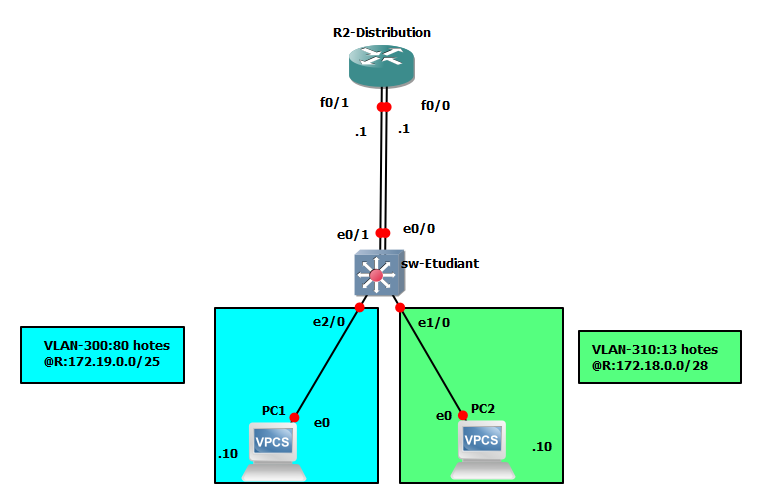 R2-Distribution
f0/1
f0/0
.1
.1
e0/1
e0/0
sw-Etudiant
e2/0
e1/0
VLAN-300:80 hotes
@R:172.19.0.0/25
VLAN-310:13 hotes
@R:172.18.0.0/28
PC1
e0
VPCS
.10
PC2
e0
VPCS
.10